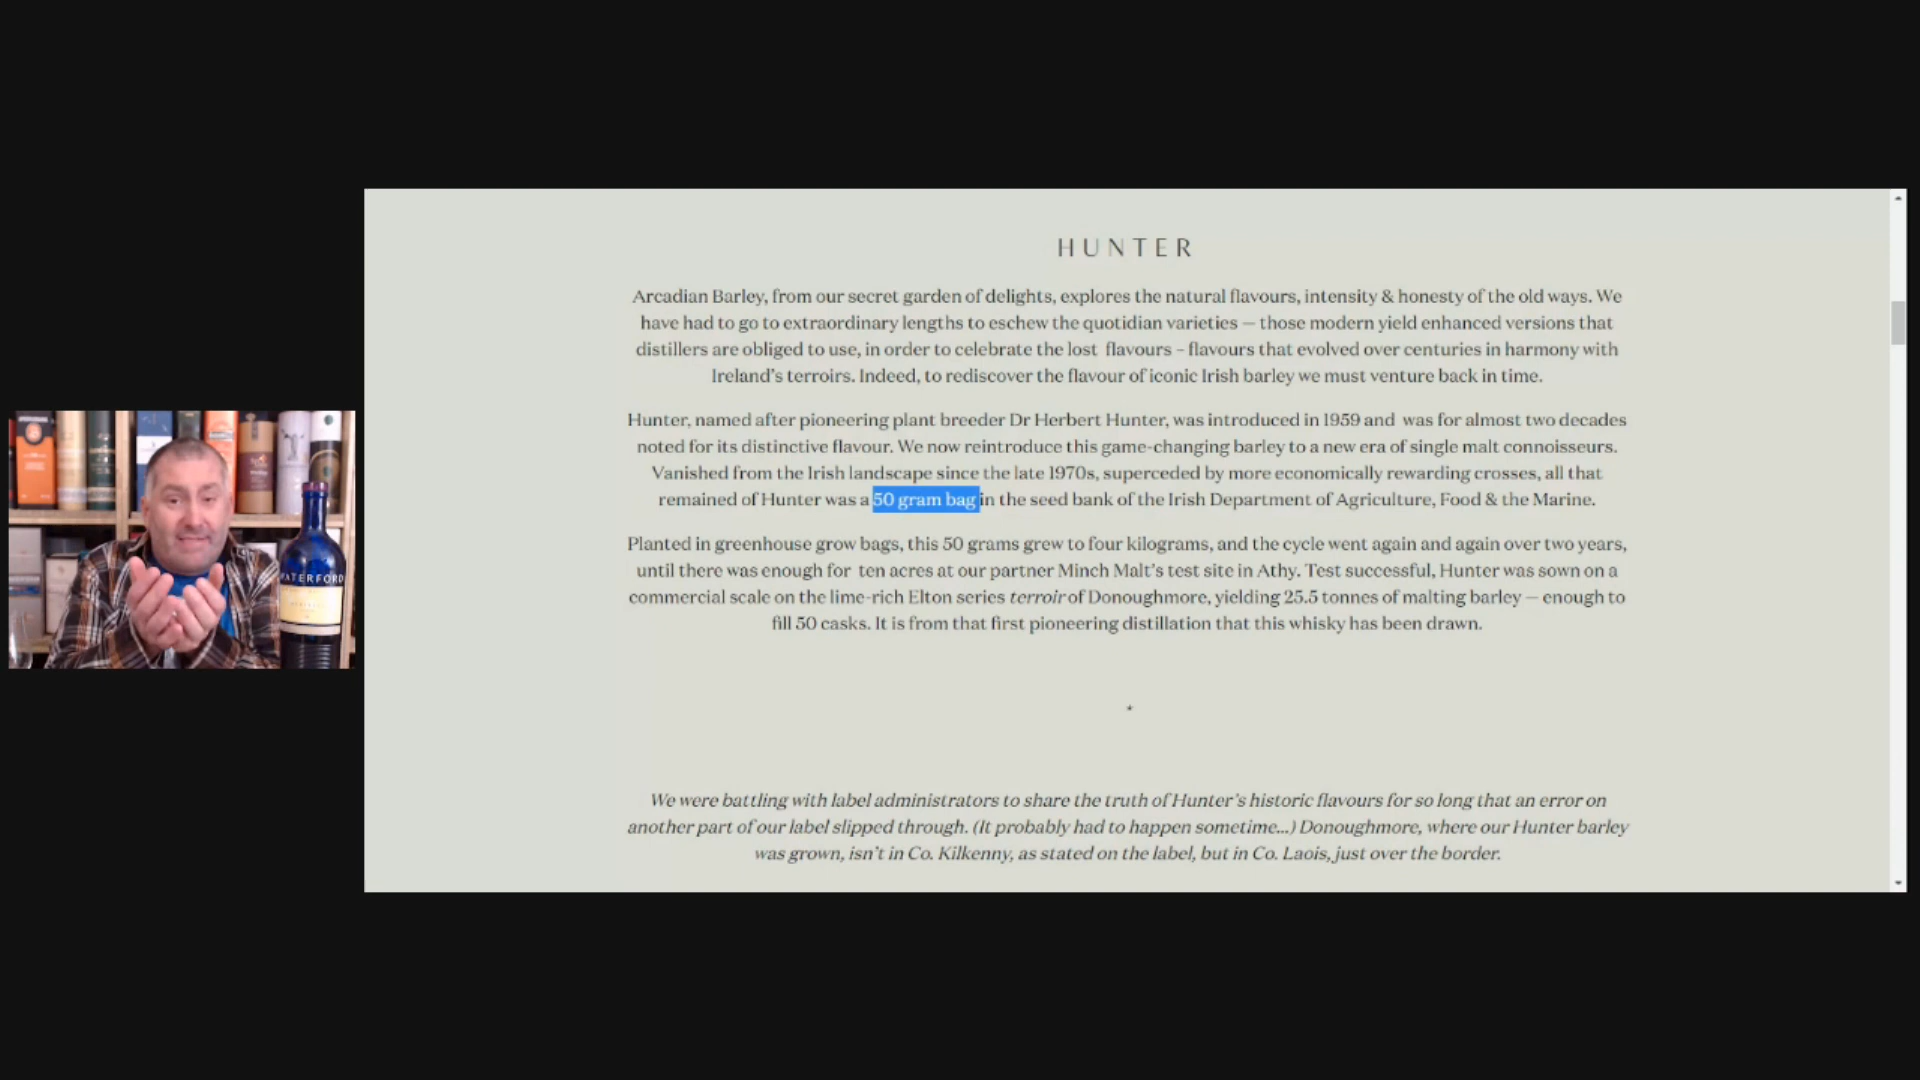 HUNTER
Arcadian Barley, from our secret garden of delights, explores the natural flavours, intensity & honesty of the old ways. We
have had to go to extraordinary lengths to eschew the quotidian varieties – those modern yield enhanced versions that
distillers are obliged to use, in order to celebrate the lost flavours – flavours that evolved over centuries in harmony with
Ireland's terroirs. Indeed, to rediscover the flavour of iconic Irish barley we must venture back in time.
Hunter, named after pioneering plant breeder Dr Herbert Hunter, was introduced in 1959 and was for almost two decades
noted for its distinctive flavour. We now reintroduce this game-changing barley to a new era of single malt connoisseurs.
Vanished from the Irish landscape since the late 1970s, superceded by more economically rewarding crosses, all that
remained of Hunter was a 50 gram bag in the seed bank of the Irish Department of Agriculture, Food & the Marine.
Planted in greenhouse grow bags, this 50 grams grew to four kilograms, and the cycle went again and again over two years,
until there was enough for ten acres at our partner Minch Malt's test site in Athy. Test successful, Hunter was sown on a
commercial scale on the lime-rich Elton series terroir of Donoughmore, yielding 25.5 tonnes of malting barley – enough to
fill 50 casks. It is from that first pioneering distillation that this whisky has been drawn.
*
We were battling with label administrators to share the truth of Hunter's historic flavours for so long that an error on
another part of our label slipped through. (It probably had to happen sometime...) Donoughmore, where our Hunter barley
was grown, isn't in Co. Kilkenny, as stated on the label, but in Co. Laois, just over the border.
WATERFORD